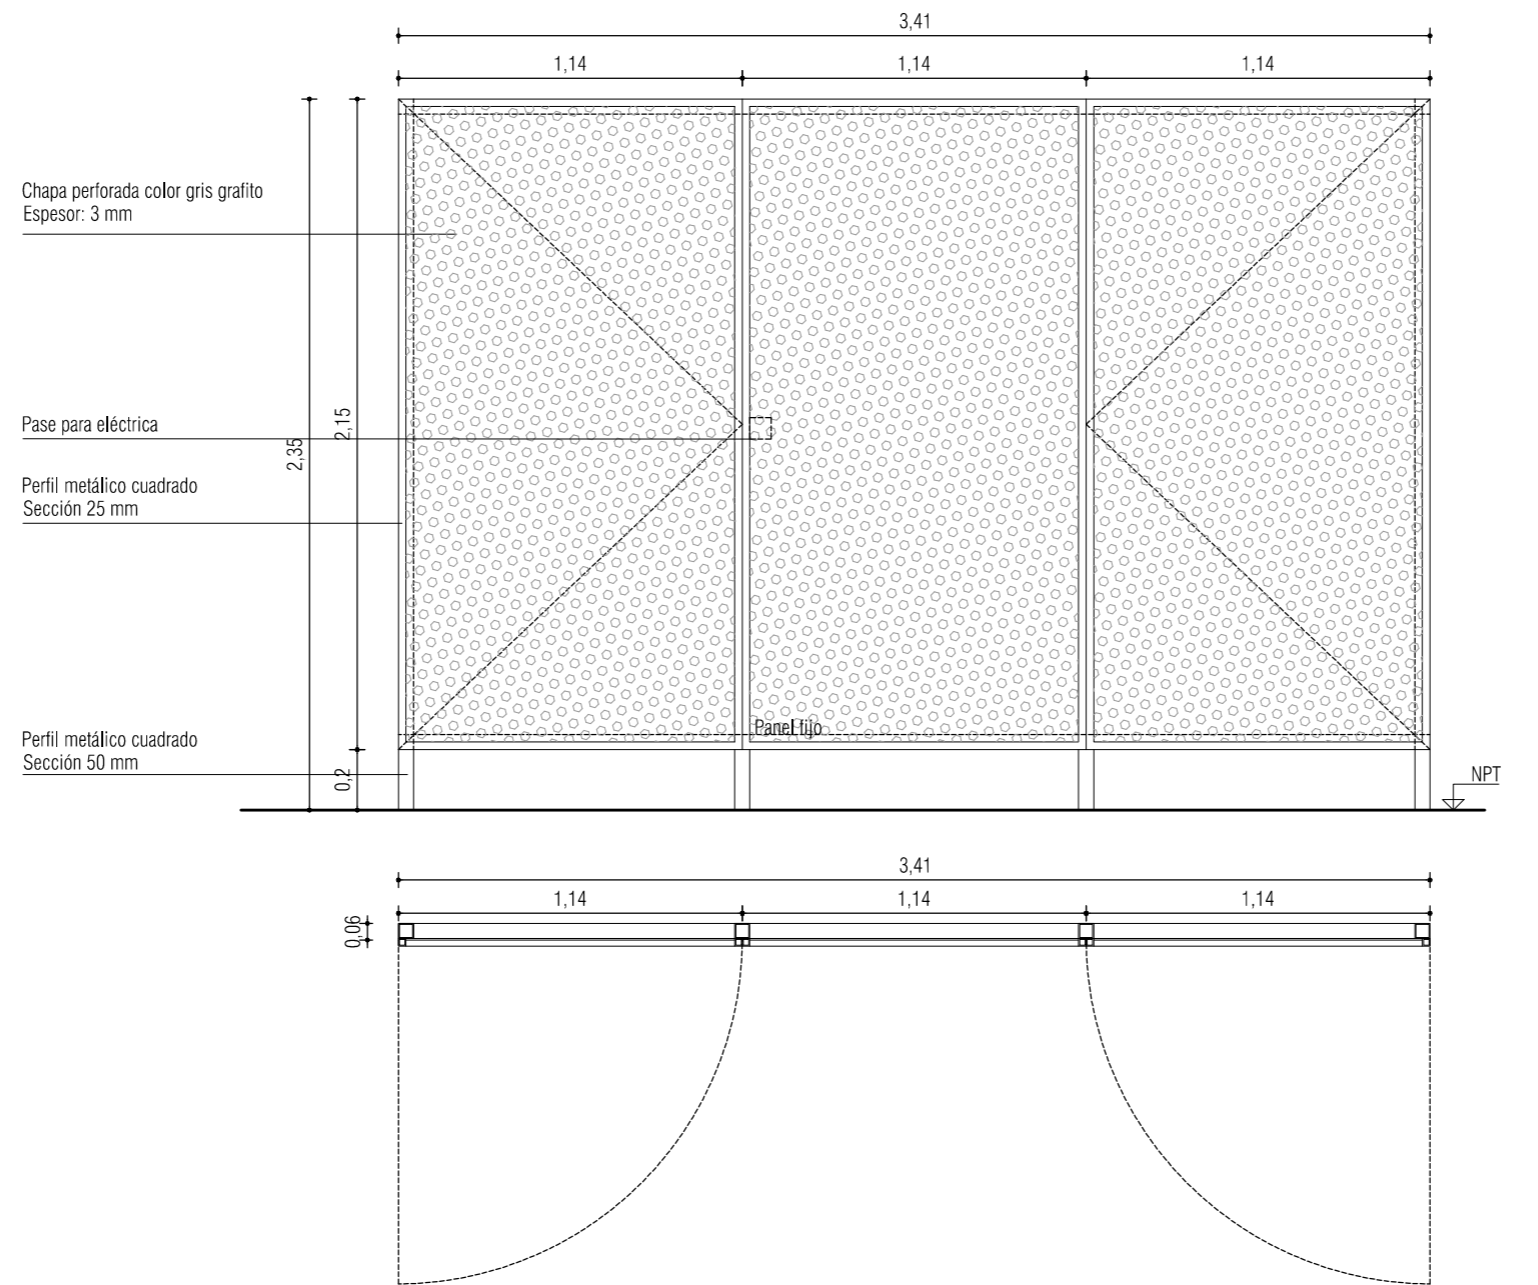 3,41
1,14
1,14
1,14
Chapa perforada color gris grafito
Espesor: 3 mm
Pase para eléctrica
2,15
2,35
Perfil metálico cuadrado
Sección 25 mm
Panel fijo
Perfil metálico cuadrado
Sección 50 mm
0,2
NPT
3,41
1,14
1,14
1,14
0,06